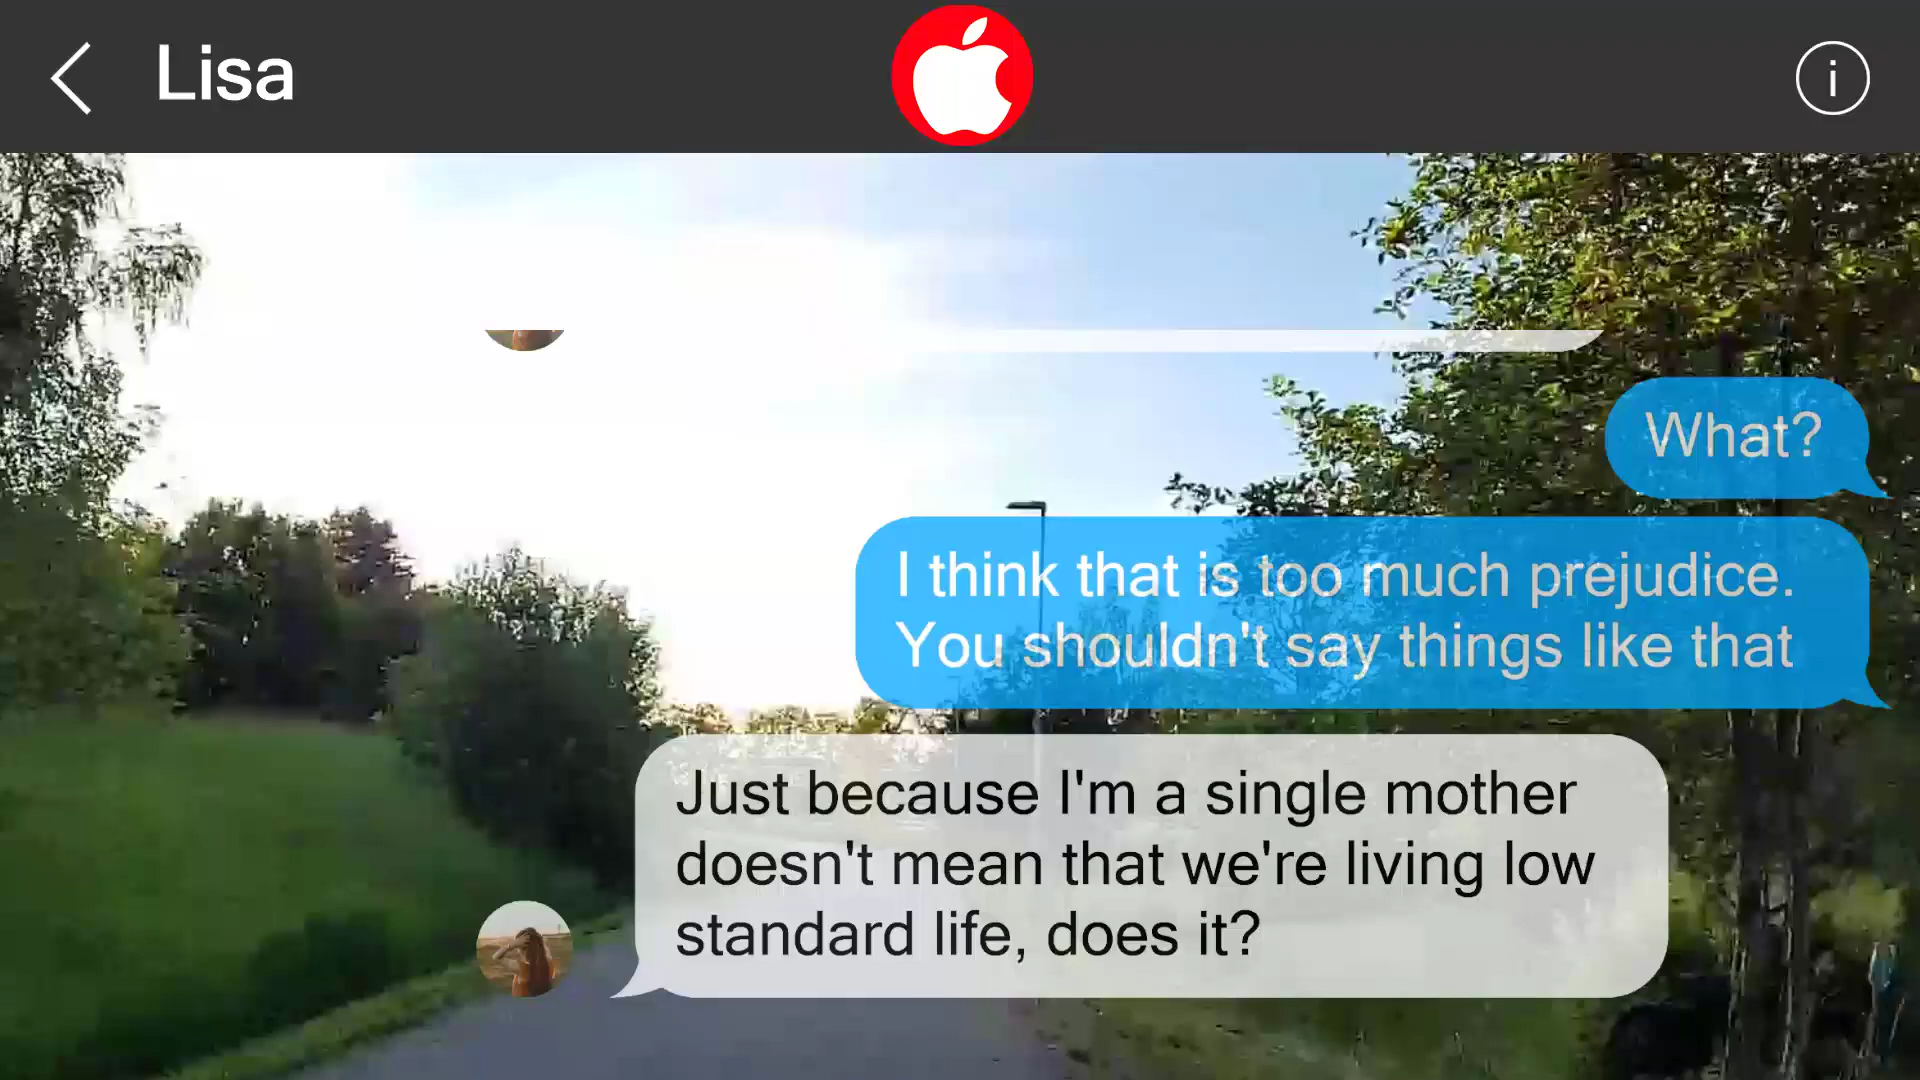 Lisa
What?
I think that is too much prejudice.
You shouldn't say things like that
Just because I'm a single mother
doesn't mean that we're living low
standard life, does it?